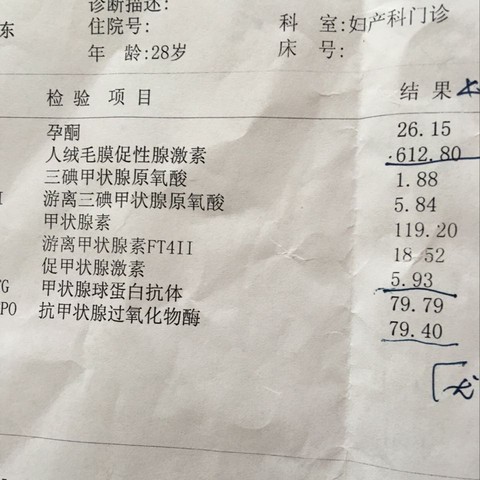 诊断描述:
东 住院号: 科 室:妇产科门诊
年 龄:28岁 床 号:
检 验 项 目 结 果
孕酮 26.15
人绒毛膜促性腺激素 612.80
三碘甲状腺原氧酸 1.88
游离三碘甲状腺原氧酸 5.84
甲状腺素 119.20
游离甲状腺素FT4II 18 52
促甲状腺激素 5.93
G 甲状腺球蛋白抗体 79.79
PO 抗甲状腺过氧化物酶 79.40